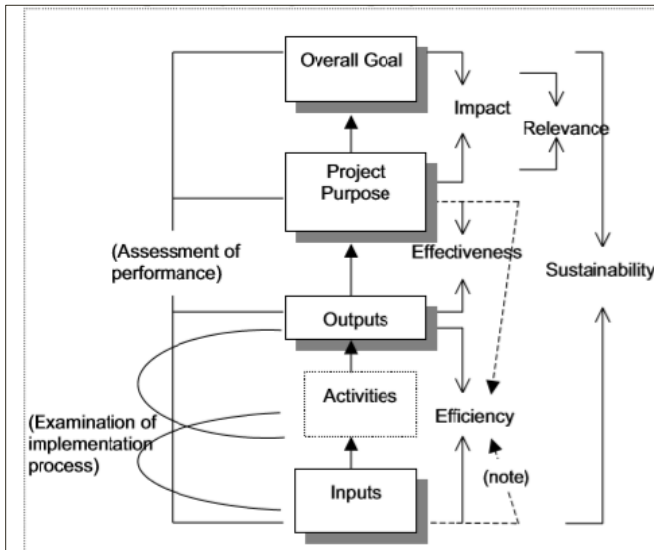 Overall Goal
Impact
Relevance
Project
Purpose
(Assessment of
performance)
Effectiveness
Sustainability
Outputs
Activities
Efficiency
(Examination of
implementation
process)
(note)
Inputs